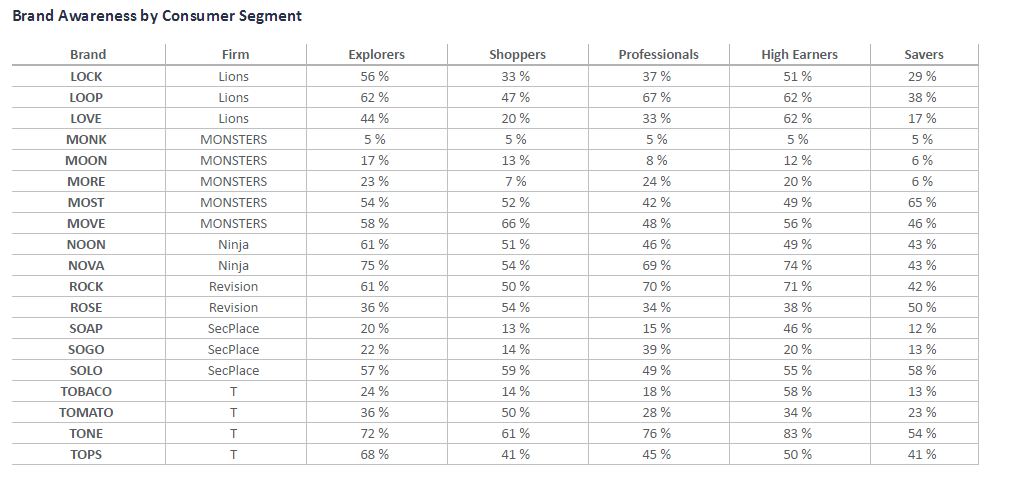 Brand Awareness by Consumer Segment
Brand Firm Explorers Shoppers Professionals High Earners Savers
LOCK Lions 56 % 33 % 37 % 51 % 29 %
LOOP Lions 62 % 47 % 67 % 62 % 38 %
LOVE Lions 44 % 20 % 33 % 62 % 17 %
MONK MONSTERS 5 % 5 % 5 % 5 % 5 %
MOON MONSTERS 17 % 13 % 8 % 12 % 6 %
MORE MONSTERS 23 % 7 % 24 % 20 % 6 %
MOST MONSTERS 54 % 52 % 42 % 49 % 65 %
MOVE MONSTERS 58 % 66 % 48 % 56 % 46 %
NOON Ninja 61 % 51 % 46 % 49 % 43 %
NOVA Ninja 75 % 54 % 69 % 74 % 43 %
ROCK Revision 61 % 50 % 70 % 71 % 42 %
ROSE Revision 36 % 54 % 34 % 38 % 50 %
SOAP SecPlace 20 % 13 % 15 % 46 % 12 %
SOGO SecPlace 22 % 14 % 39 % 20 % 13 %
SOLO SecPlace 57 % 59 % 49 % 55 % 58 %
TOBACO T 24 % 14 % 18 % 58 % 13 %
TOMATO T 36 % 50 % 28 % 34 % 23 %
TONE T 72 % 61 % 76 % 83 % 54 %
TOPS T 68 % 41 % 45 % 50 % 41 %